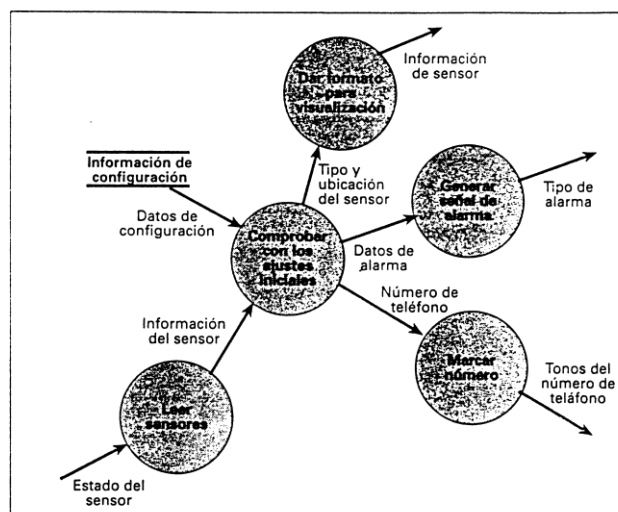 Dar formato
para
visualización
Información
de sensor
Información de
configuración
Tipo y
ubicación
del sensor
Generar
señal de
alarma
Tipo de
alarma
Datos de
configuración
Comprobar
con los
ajustes
iniciales
Datos de
alarma
Número de
teléfono
Información
del sensor
Marcar
número
Tonos del
número de
teláfono
Leer
sensores
Estado del
sensor